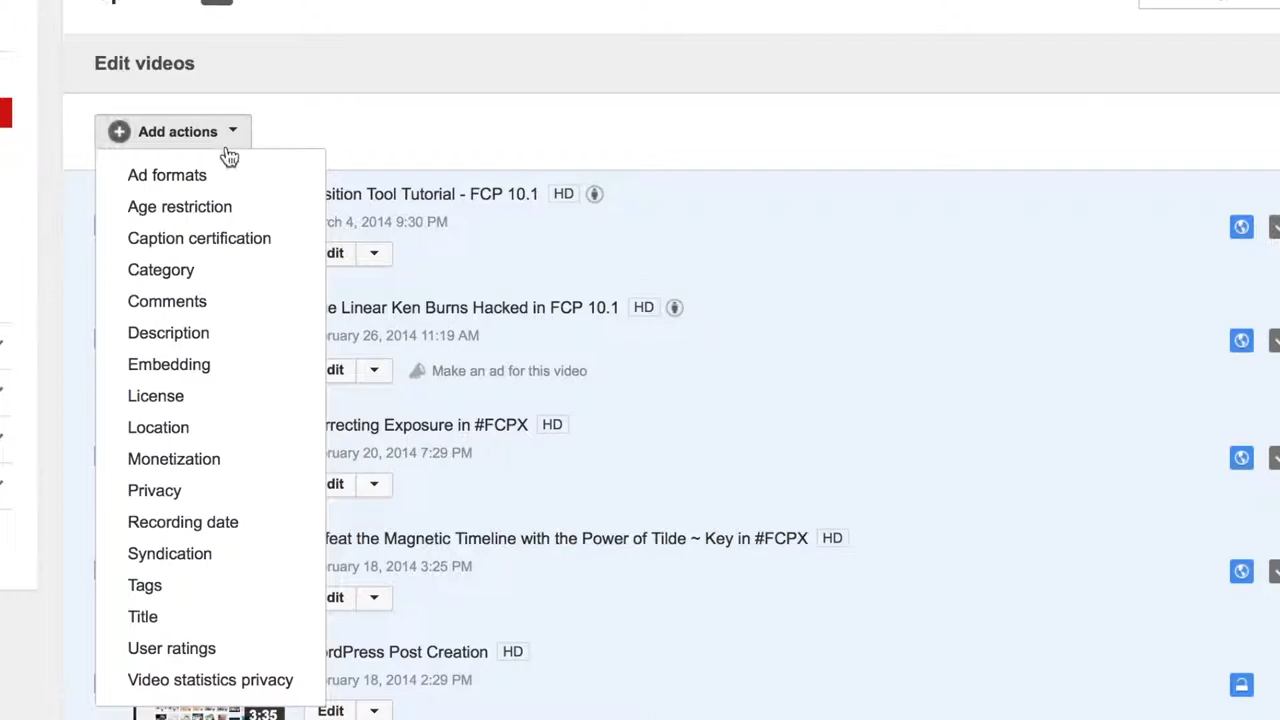 Edit videos
Add actions
Ad formats
Age restriction
Caption certification
Category
Comments
Description
Embedding
License
Location
Monetization
Privacy
Recording date
Syndication
Tags
Title
User ratings
Video statistics privacy
sition Tool Tutorial - FCP 10.1 HD
rch 4, 2014 9:30 PM
dit
e Linear Ken Burns Hacked in FCP 10.1 HD
ruary 26, 2014 11:19 AM
dit Make an ad for this video
rrecting Exposure in #FCPX HD
ruary 20, 2014 7:29 PM
dit
feat the Magnetic Timeline with the Power of Tilde ~ Key in #FCPX HD
ruary 18, 2014 3:25 PM
dit
rdPress Post Creation HD
ruary 18, 2014 2:29 PM
3:35 Edit